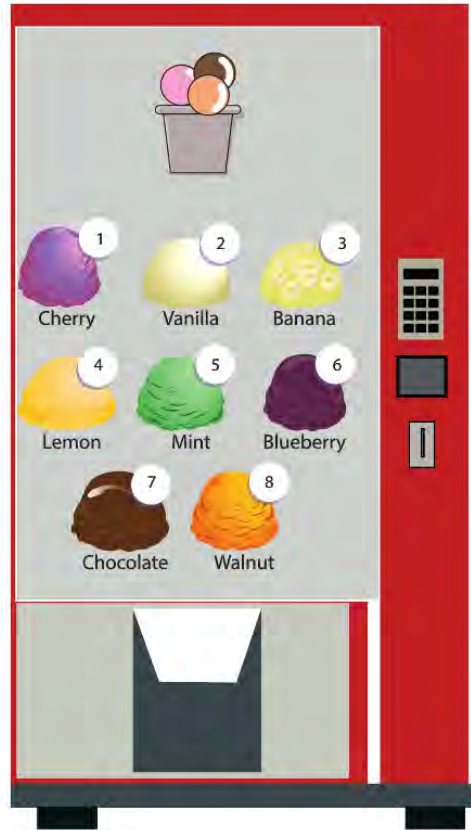 1 2 3
Cherry Vanilla Banana
4 5 6
Lemon Mint Blueberry
7 8
Chocolate Walnut